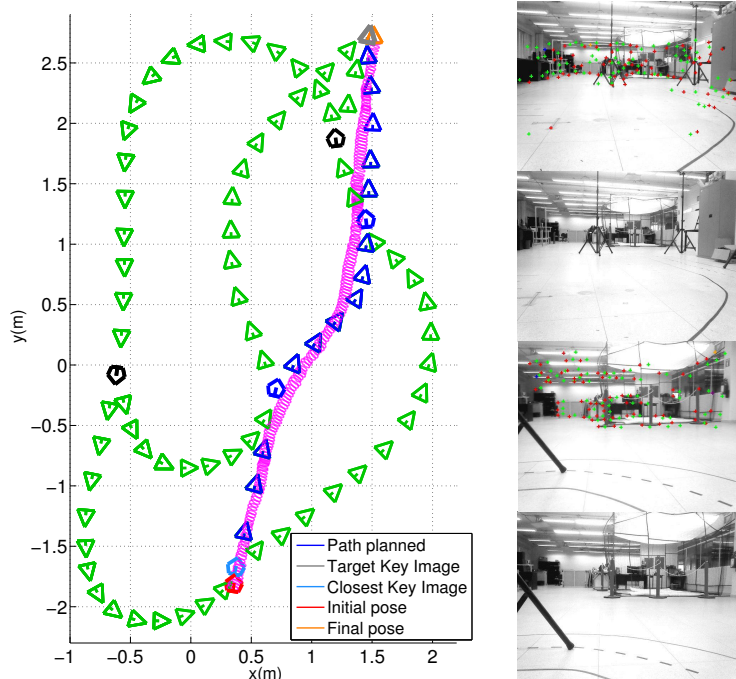 2.5
2
1.5
1
0.5
0
−0.5
−1
−1.5
−2
y(m)
−1
−0.5
0
0.5
1
1.5
2
x(m)
Path planned
Target Key Image
Closest Key Image
Initial pose
Final pose